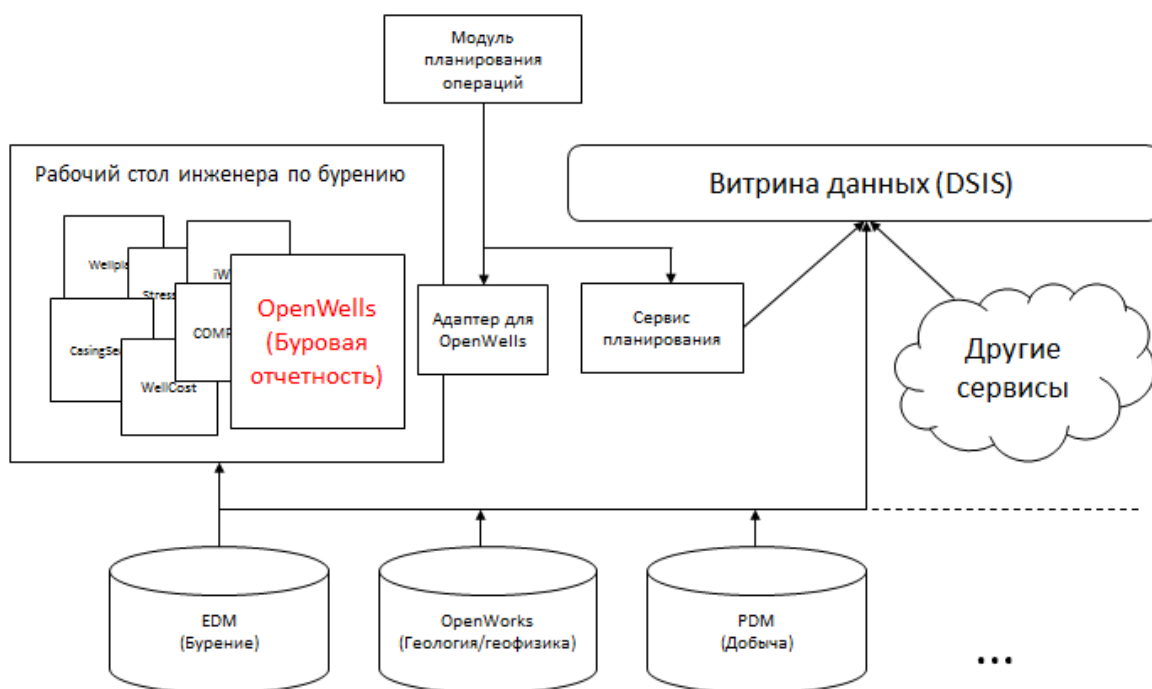 Модуль
планирования
операций
Рабочий стол инженера по бурению
Витрина данных (DSIS)
OpenWells
(Буровая
отчетность)
CasingSea
WellCost
Адаптер для
OpenWells
Сервис
планирования
Другие
сервисы
EDM
(Бурение)
OpenWorks
(Геология/геофизика)
PDM
(Добыча)
...